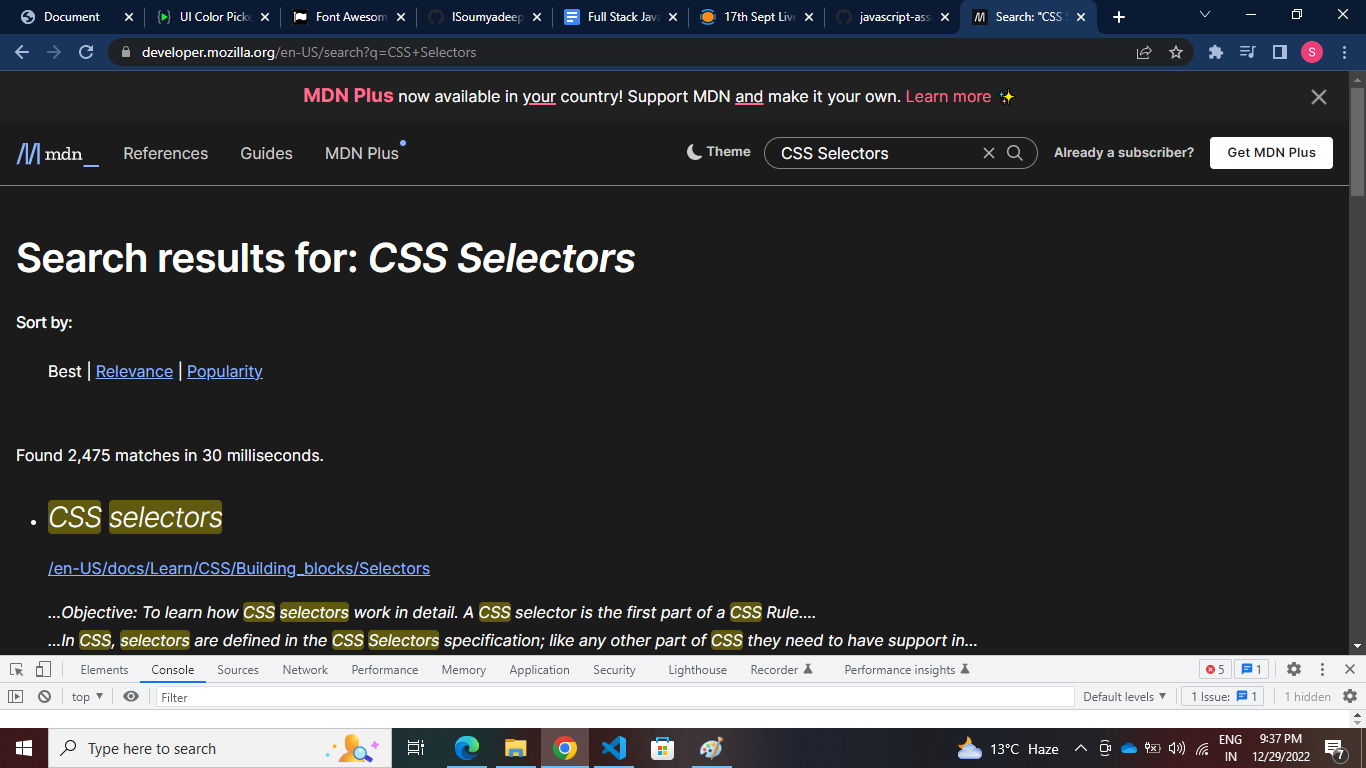 Document
UI Color Picke
Font Awesom
ISoumyadeep
Full Stack Java
17th Sept Live
javascript-ass
Search: "CSS S
developer.mozilla.org/en-US/search?q=CSS+Selectors
S
MDN Plus now available in your country! Support MDN and make it your own. Learn more ✨
mdn_
References
Guides
MDN Plus
Theme
CSS Selectors
Already a subscriber?
Get MDN Plus
Search results for: CSS Selectors
Sort by:
Best | Relevance | Popularity
Found 2,475 matches in 30 milliseconds.
• CSS selectors
/en-US/docs/Learn/CSS/Building_blocks/Selectors
…Objective: To learn how CSS selectors work in detail. A CSS selector is the first part of a CSS Rule.…
…In CSS, selectors are defined in the CSS Selectors specification; like any other part of CSS they need to have support in…
Elements
Console
Sources
Network
Performance
Memory
Application
Security
Lighthouse
Recorder
Performance insights
5
1
top
Filter
Default levels
1 Issue: 1
1 hidden
Type here to search
13°C Haze
ENG
IN
9:37 PM
12/29/2022
7